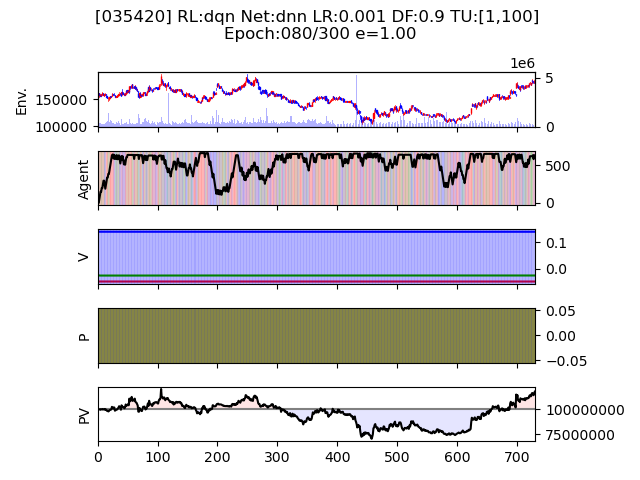 [035420] RL:dqn Net:dnn LR:0.001 DF:0.9 TU:[1,100]
Epoch:080/300 e=1.00
1e6
Env.
150000
100000
5
0
Agent
500
0
V
0.1
0.0
P
0.05
0.00
−0.05
PV
100000000
75000000
0 100 200 300 400 500 600 700